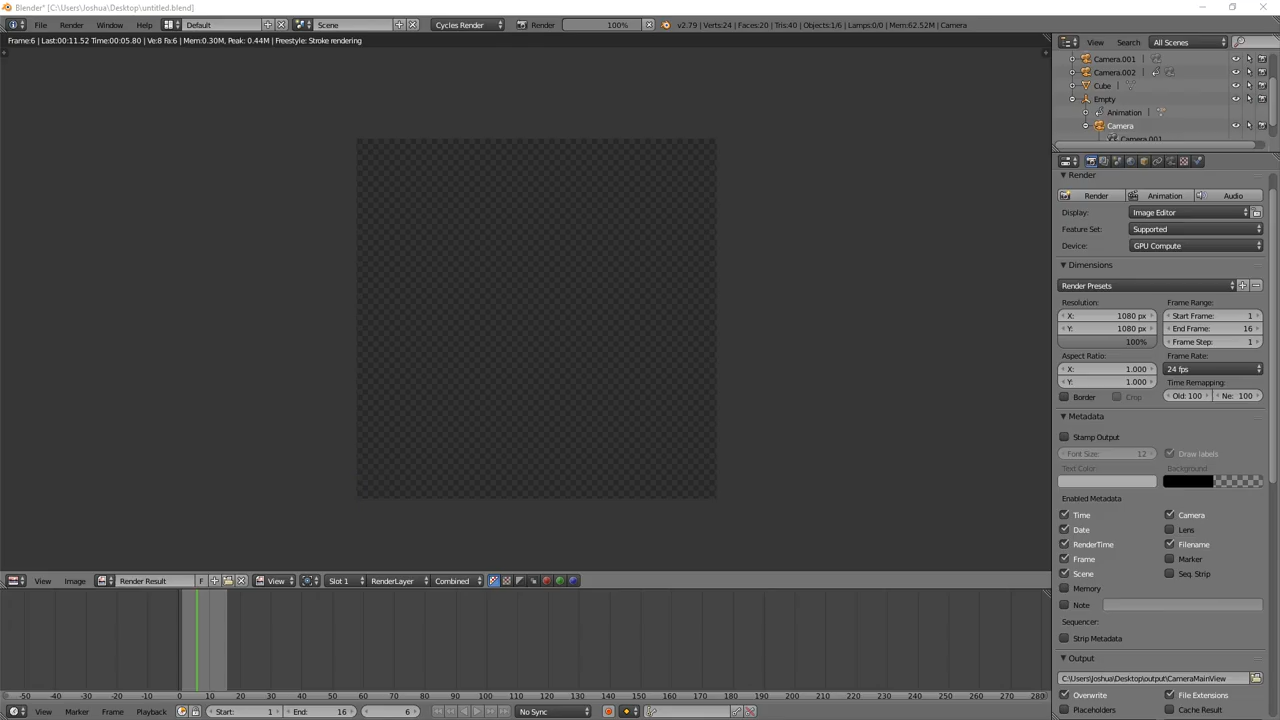 Blender* [C:\Users\Joshua\Desktop\untitled.blend]
File Render Window Help Default Scene Cycles Render Render 100% v2.79 | Verts:24 | Faces:20 | Tris:40 | Objects:1/6 | Lamps:0/0 | Mem:62.52M | Camera
Frame:6 | Last:00:11.52 Time:00:05.80 | Ve:8 Fa:6 | Mem:0.30M, Peak: 0.44M | Freestyle: Stroke rendering
View Search All Scenes
Camera.001
Camera.002
Cube
Empty
Animation
Camera
Camera.001
Render
Render Animation Audio
Display: Image Editor
Feature Set: Supported
Device: GPU Compute
Dimensions
Render Presets
Resolution: Frame Range:
X: 1080 px Start Frame: 1
Y: 1080 px End Frame: 16
100% Frame Step: 1
Aspect Ratio: Frame Rate:
X: 1.000 24 fps
Y: 1.000 Time Remapping:
Border Crop Old: 100 Ne: 100
Metadata
Stamp Output
Font Size: 12 Draw labels
Text Color: Background:
Enabled Metadata
Time Camera
Date Lens
RenderTime Filename
Frame Marker
Scene Seq. Strip
Memory
Note
Sequencer:
Strip Metadata
Output
C:\Users\Joshua\Desktop\output\CameraMainView
Overwrite File Extensions
Placeholders Cache Result
View Image Render Result F View Slot 1 RenderLayer Combined
-50 -40 -30 -20 -10 0 10 20 30 40 50 60 70 80 90 100 110 120 130 140 150 160 170 180 190 200 210 220 230 240 250 260 270 280
View Marker Frame Playback Start: 1 End: 16 6 No Sync